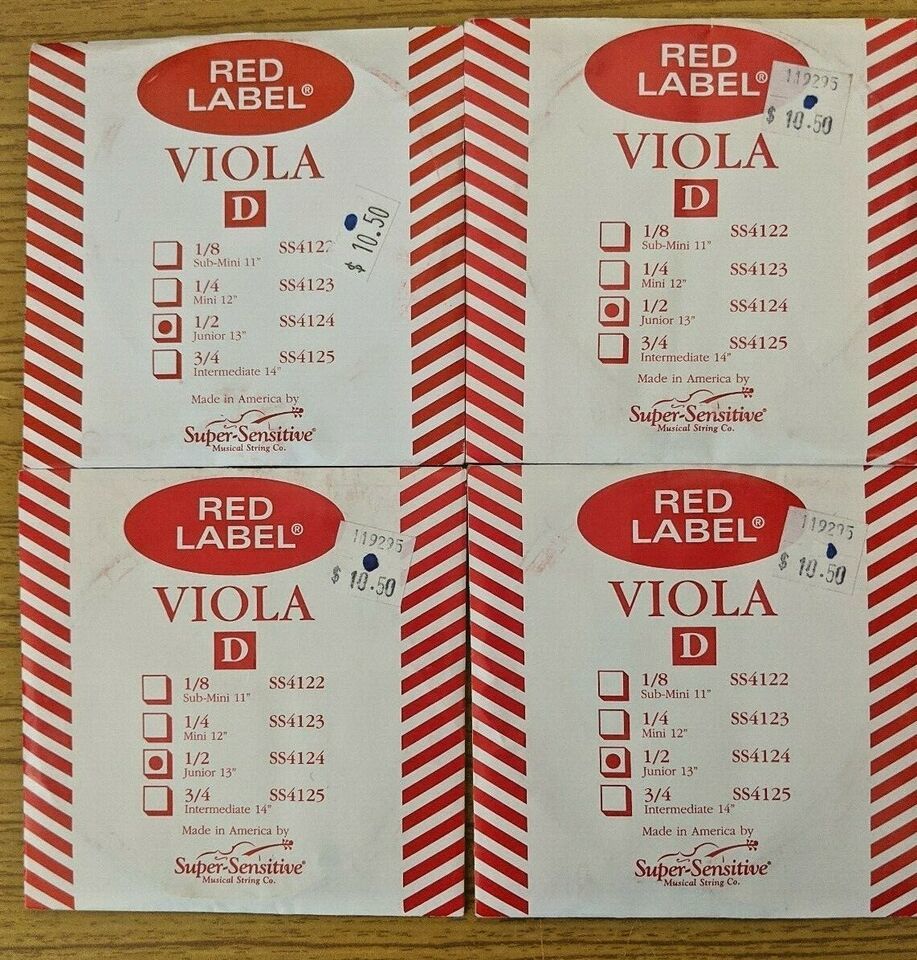 RED
LABEL®
VIOLA
D
$ 10.50
1/8 SS4122
Sub-Mini 11"
1/4 SS4123
Mini 12"
1/2 SS4124
Junior 13"
3/4 SS4125
Intermediate 14"
Made in America by
Super-Sensitive®
Musical String Co.
RED
LABEL®
119295
$ 10.50
VIOLA
D
1/8 SS4122
Sub-Mini 11"
1/4 SS4123
Mini 12"
1/2 SS4124
Junior 13"
3/4 SS4125
Intermediate 14"
Made in America by
Super-Sensitive®
Musical String Co.
RED
LABEL®
119295
$ 10.50
VIOLA
D
1/8 SS4122
Sub-Mini 11"
1/4 SS4123
Mini 12"
1/2 SS4124
Junior 13"
3/4 SS4125
Intermediate 14"
Made in America by
Super-Sensitive®
Musical String Co.
RED
LABEL®
119295
$ 10.50
VIOLA
D
1/8 SS4122
Sub-Mini 11"
1/4 SS4123
Mini 12"
1/2 SS4124
Junior 13"
3/4 SS4125
Intermediate 14"
Made in America by
Super-Sensitive®
Musical String Co.